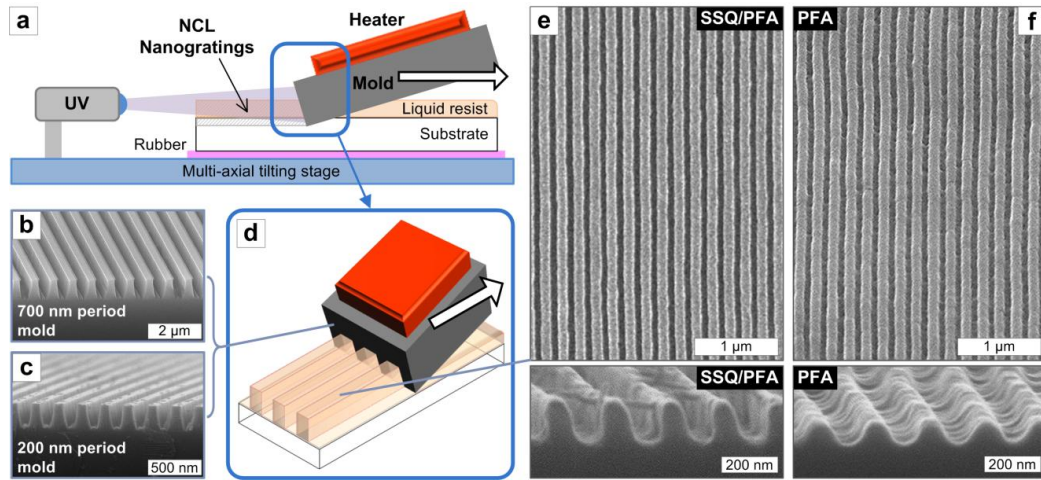 a
Heater
NCL
Nanogratings
Mold
UV
Liquid resist
Substrate
Rubber
Multi-axial tilting stage
b
700 nm period
mold
2 μm
c
200 nm period
mold
500 nm
d
e
SSQ/PFA
1 μm
SSQ/PFA
200 nm
PFA
f
1 μm
PFA
200 nm